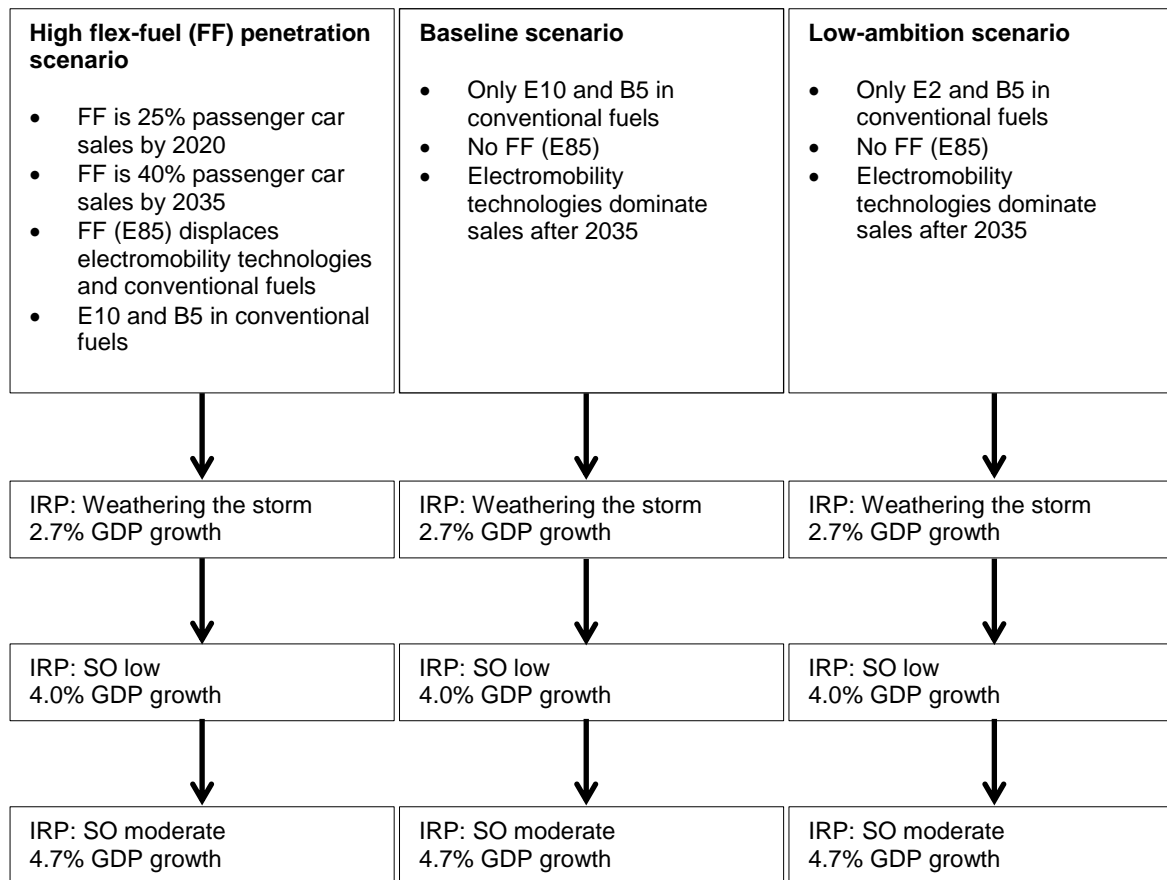 High flex-fuel (FF) penetration
scenario
• FF is 25% passenger car
sales by 2020
• FF is 40% passenger car
sales by 2035
• FF (E85) displaces
electromobility technologies
and conventional fuels
• E10 and B5 in conventional
fuels
Baseline scenario
• Only E10 and B5 in
conventional fuels
• No FF (E85)
• Electromobility
technologies dominate
sales after 2035
Low-ambition scenario
• Only E2 and B5 in
conventional fuels
• No FF (E85)
• Electromobility
technologies dominate
sales after 2035
IRP: Weathering the storm
2.7% GDP growth
IRP: Weathering the storm
2.7% GDP growth
IRP: Weathering the storm
2.7% GDP growth
IRP: SO low
4.0% GDP growth
IRP: SO low
4.0% GDP growth
IRP: SO low
4.0% GDP growth
IRP: SO moderate
4.7% GDP growth
IRP: SO moderate
4.7% GDP growth
IRP: SO moderate
4.7% GDP growth